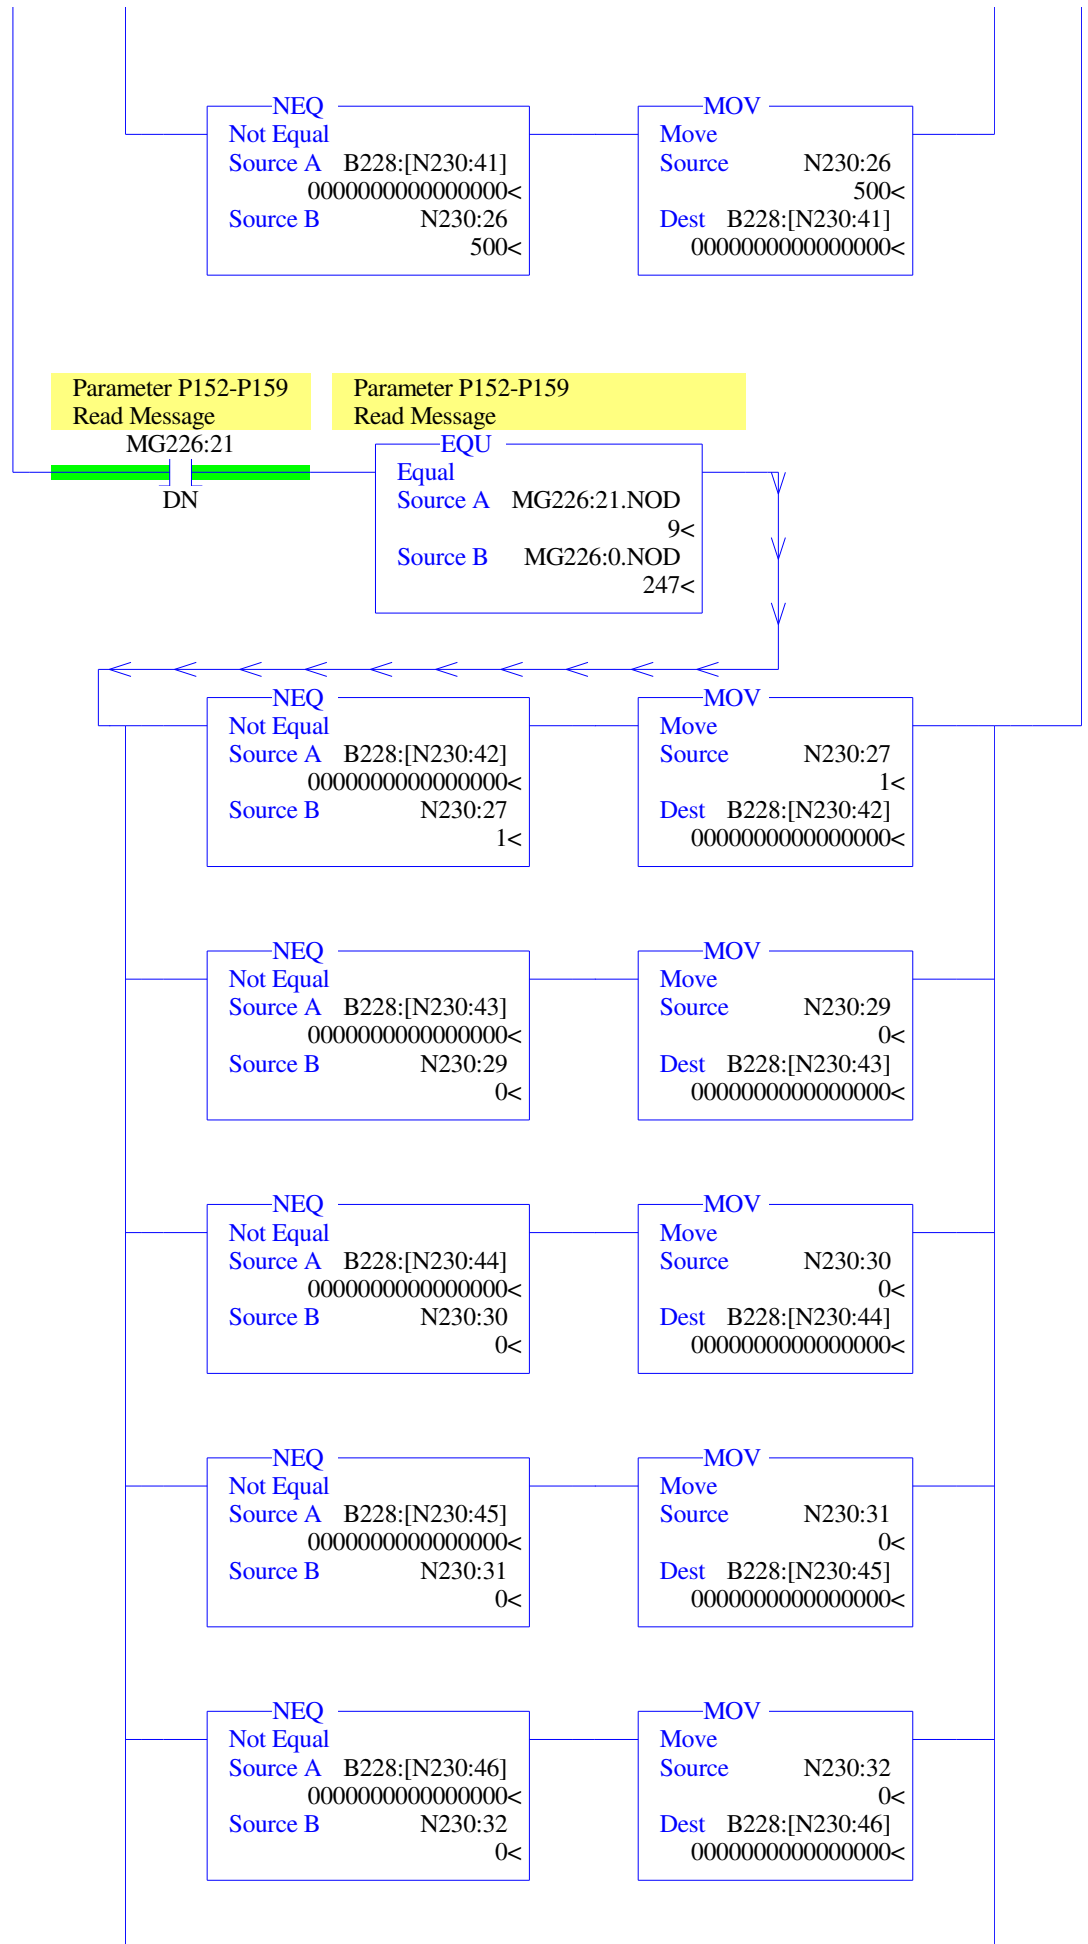 NEQ
Not Equal
Source A B228:[N230:41]
0000000000000000<
Source B N230:26
500<
MOV
Move
Source N230:26
500<
Dest B228:[N230:41]
0000000000000000<
Parameter P152-P159
Read Message
MG226:21
DN
Parameter P152-P159
Read Message
EQU
Equal
Source A MG226:21.NOD
9<
Source B MG226:0.NOD
247<
NEQ
Not Equal
Source A B228:[N230:42]
0000000000000000<
Source B N230:27
1<
MOV
Move
Source N230:27
1<
Dest B228:[N230:42]
0000000000000000<
NEQ
Not Equal
Source A B228:[N230:43]
0000000000000000<
Source B N230:29
0<
MOV
Move
Source N230:29
0<
Dest B228:[N230:43]
0000000000000000<
NEQ
Not Equal
Source A B228:[N230:44]
0000000000000000<
Source B N230:30
0<
MOV
Move
Source N230:30
0<
Dest B228:[N230:44]
0000000000000000<
NEQ
Not Equal
Source A B228:[N230:45]
0000000000000000<
Source B N230:31
0<
MOV
Move
Source N230:31
0<
Dest B228:[N230:45]
0000000000000000<
NEQ
Not Equal
Source A B228:[N230:46]
0000000000000000<
Source B N230:32
0<
MOV
Move
Source N230:32
0<
Dest B228:[N230:46]
0000000000000000<